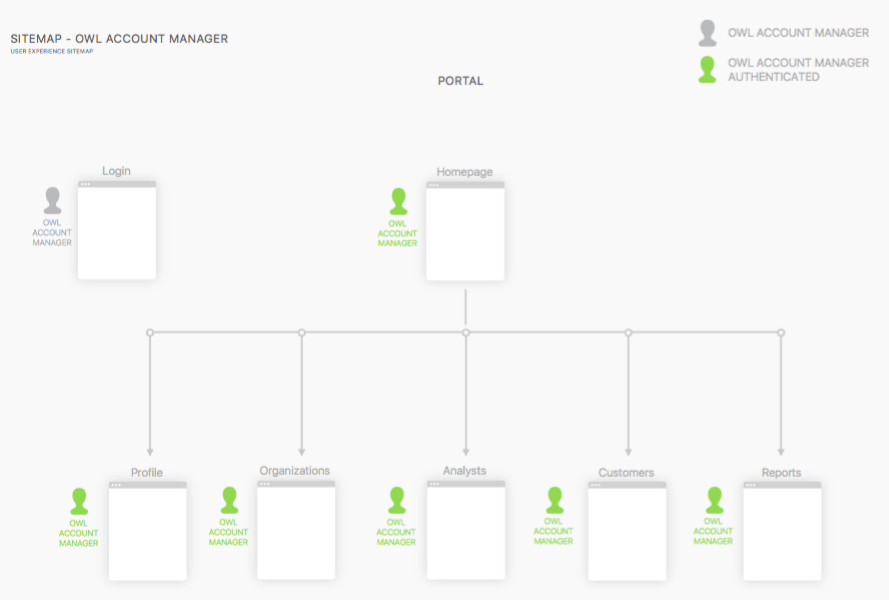 SITEMAP - OWL ACCOUNT MANAGER
USER EXPERIENCE SITEMAP
OWL ACCOUNT MANAGER
OWL ACCOUNT MANAGER
AUTHENTICATED
PORTAL
Login
OWL
ACCOUNT
MANAGER
Homepage
OWL
ACCOUNT
MANAGER
Profile
OWL
ACCOUNT
MANAGER
Organizations
OWL
ACCOUNT
MANAGER
Analysts
OWL
ACCOUNT
MANAGER
Customers
OWL
ACCOUNT
MANAGER
Reports
OWL
ACCOUNT
MANAGER